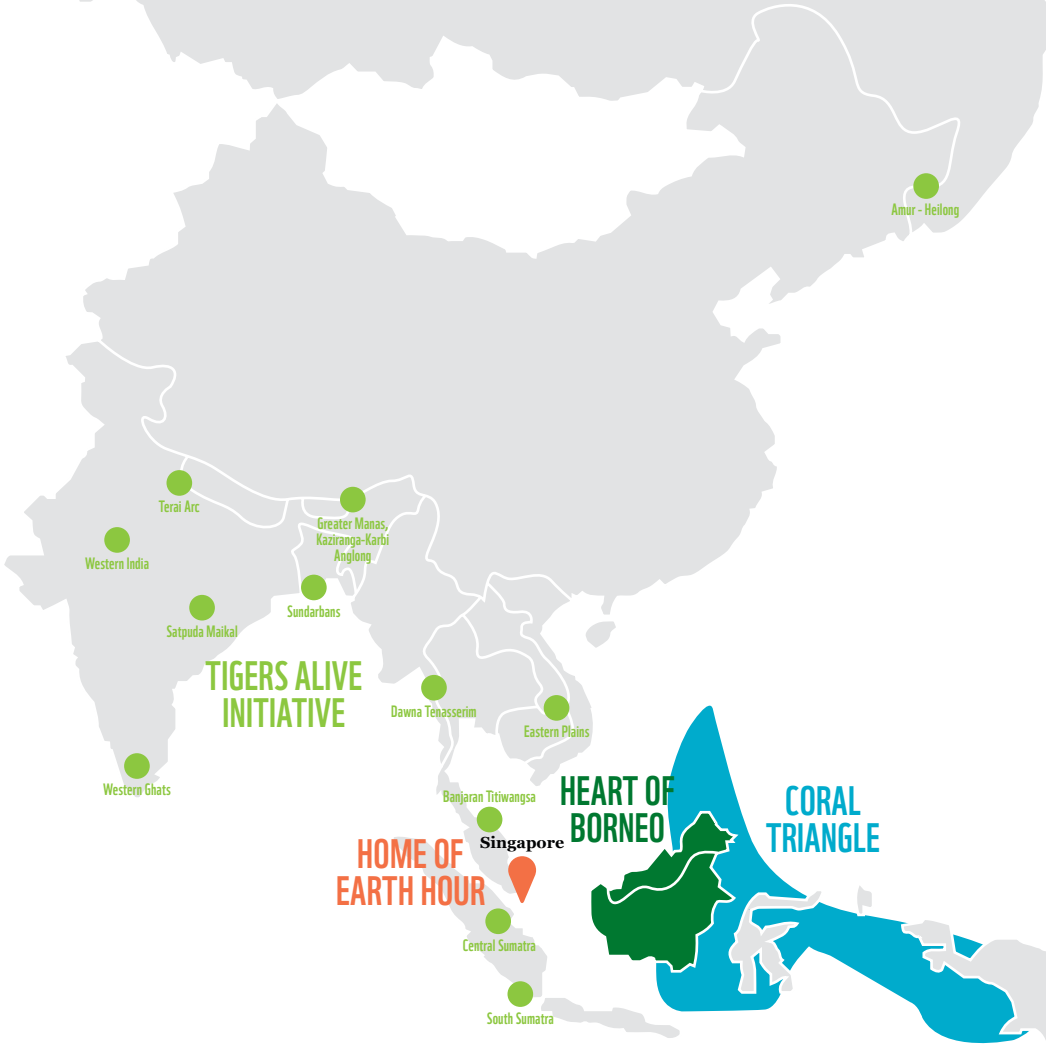 Amur - Heilong
Terai Arc
Greater Manas,
Kaziranga-Karbi
Anglong
Western India
Sundarbans
Satpuda Maikal
TIGERS ALIVE
INITIATIVE
Dawna Tenasserim
Eastern Plains
Western Ghats
Banjaran Titiwangsa
HEART OF
BORNEO
CORAL
TRIANGLE
Singapore
HOME OF
EARTH HOUR
Central Sumatra
South Sumatra